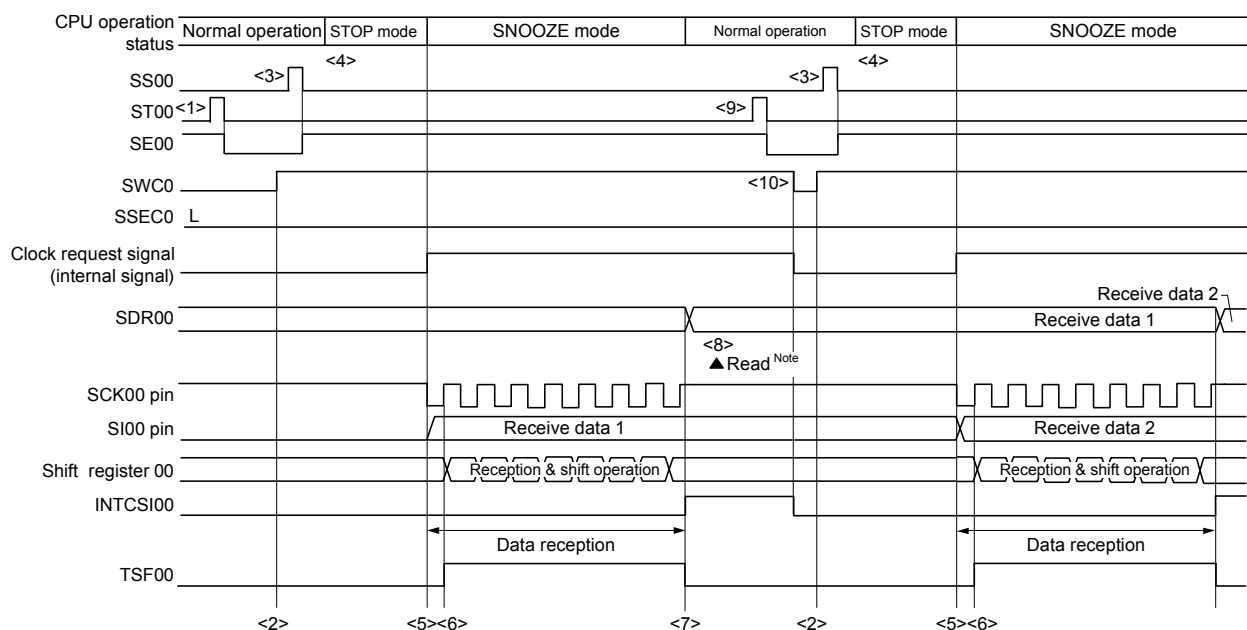 CPU operation status
Normal operation STOP mode SNOOZE mode Normal operation STOP mode SNOOZE mode
<4> <4>
SS00 <3> <3>
ST00 <1> <9>
SE00
SWC0 <10>
SSEC0 L
Clock request signal
(internal signal)
Receive data 2
SDR00 Receive data 1
<8>
▲Read Note
SCK00 pin
SI00 pin Receive data 1 Receive data 2
Shift register 00 Reception & shift operation Reception & shift operation
INTCSI00
Data reception Data reception
TSF00
<2> <5><6> <7> <2> <5><6>